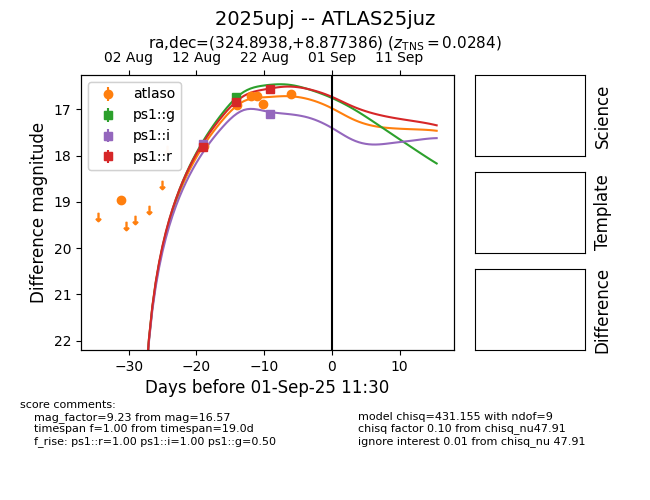 2025upj -- ATLAS25juz
ra,dec=(324.8938,+8.877386) (z_TNS = 0.0284)
02 Aug 12 Aug 22 Aug 01 Sep 11 Sep
atlaso
ps1::g
ps1::i
ps1::r
17
18
19
20
21
22
Difference magnitude
−30 −20 −10 0 10
Days before 01-Sep-25 11:30
Science
Template
Difference
score comments:
mag_factor=9.23 from mag=16.57
timespan f=1.00 from timespan=19.0d
f_rise: ps1::r=1.00 ps1::i=1.00 ps1::g=0.50
model chisq=431.155 with ndof=9
chisq factor 0.10 from chisq_nu47.91
ignore interest 0.01 from chisq_nu 47.91